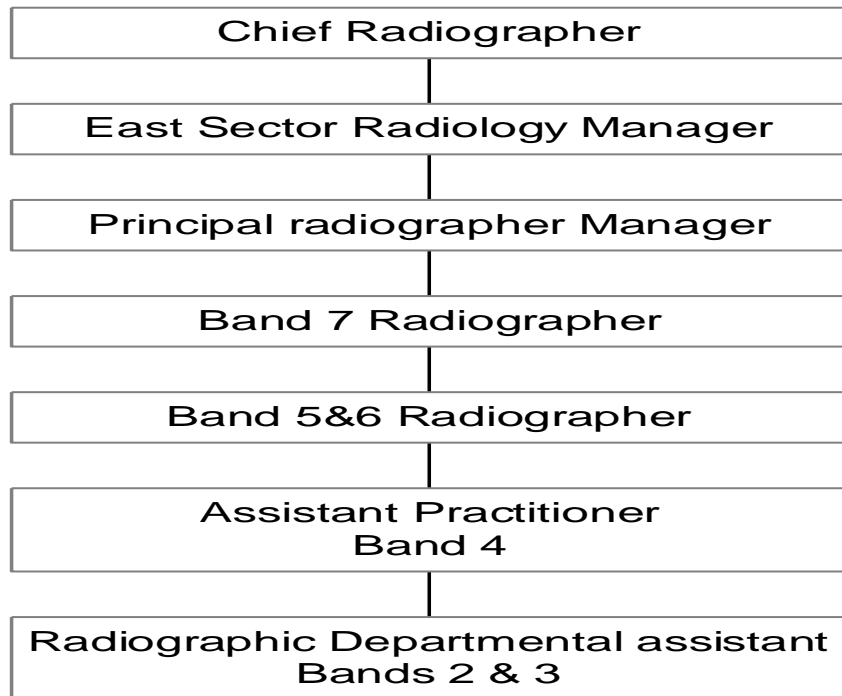 Chief Radiographer
East Sector Radiology Manager
Principal radiographer Manager
Band 7 Radiographer
Band 5&6 Radiographer
Assistant Practitioner
Band 4
Radiographic Departmental assistant
Bands 2 & 3